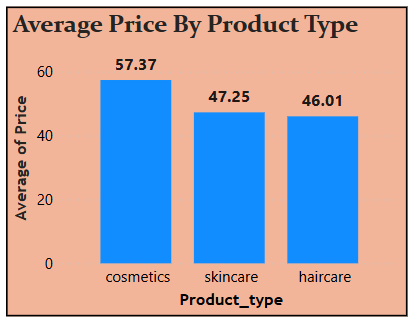 Average Price By Product Type
Average of Price
60
40
20
0
57.37
47.25
46.01
cosmetics
skincare
haircare
Product_type